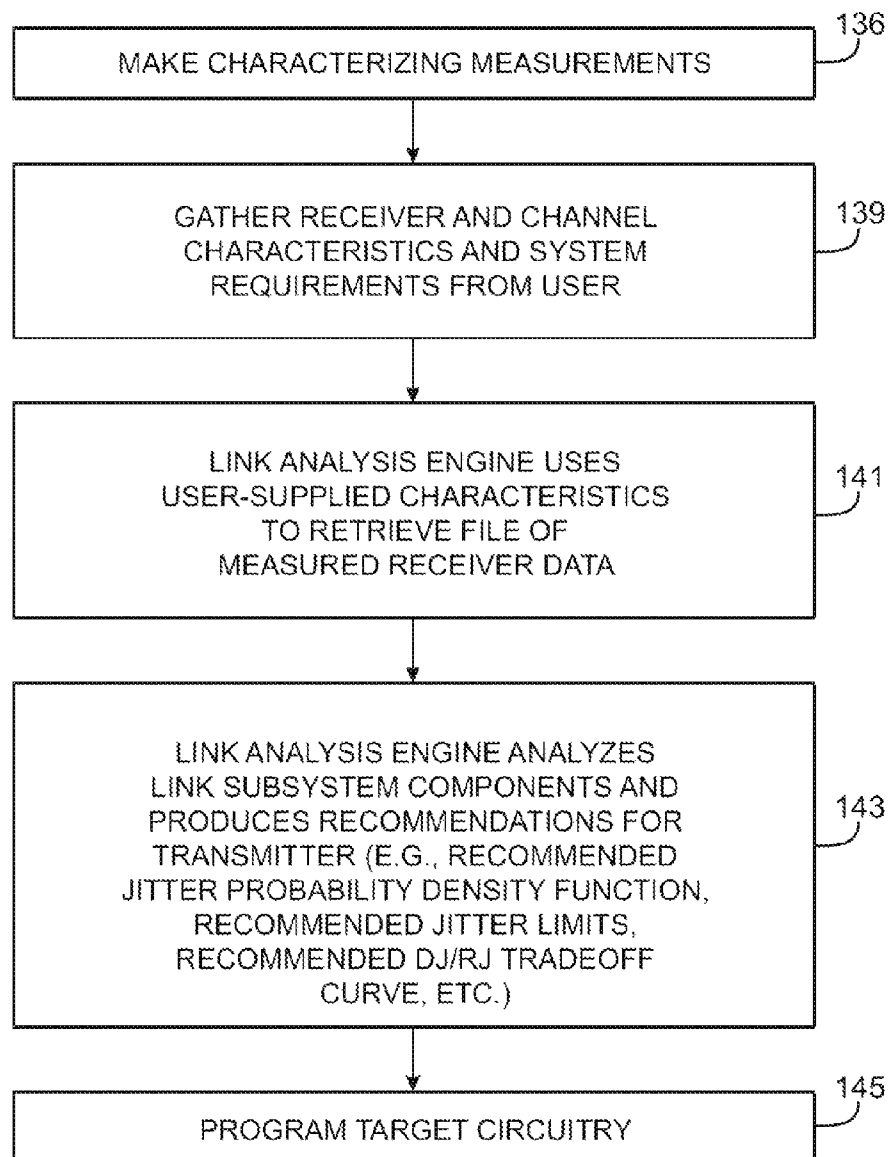 136
MAKE CHARACTERIZING MEASUREMENTS
139
GATHER RECEIVER AND CHANNEL
CHARACTERISTICS AND SYSTEM
REQUIREMENTS FROM USER
141
LINK ANALYSIS ENGINE USES
USER-SUPPLIED CHARACTERISTICS
TO RETRIEVE FILE OF
MEASURED RECEIVER DATA
143
LINK ANALYSIS ENGINE ANALYZES
LINK SUBSYSTEM COMPONENTS AND
PRODUCES RECOMMENDATIONS FOR
TRANSMITTER (E.G., RECOMMENDED
JITTER PROBABILITY DENSITY FUNCTION,
RECOMMENDED JITTER LIMITS,
RECOMMENDED DJ/RJ TRADEOFF
CURVE, ETC.)
145
PROGRAM TARGET CIRCUITRY